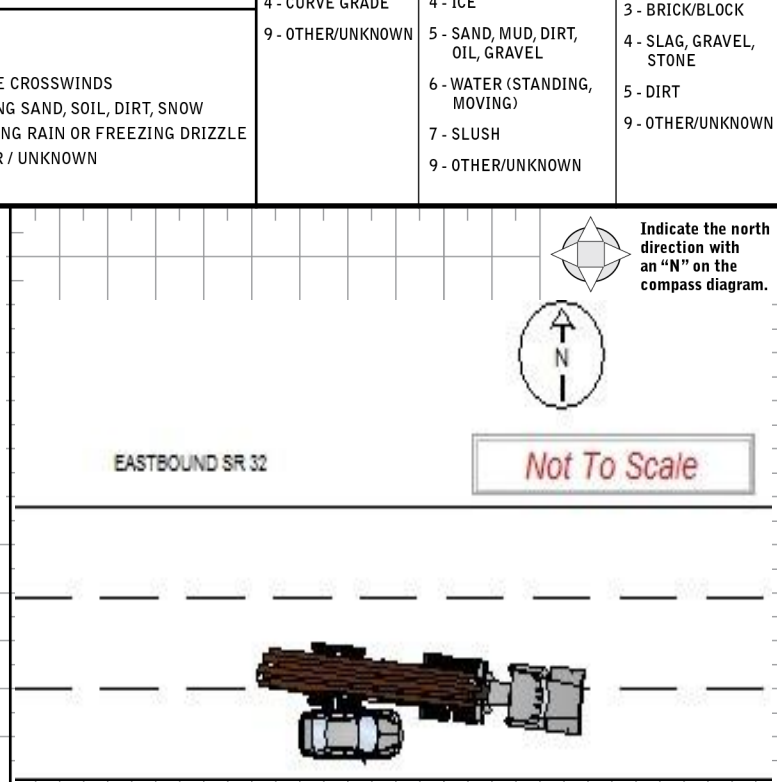 E CROSSWINDS
NG SAND, SOIL, DIRT, SNOW
NG RAIN OR FREEZING DRIZZLE
R / UNKNOWN
4 - CURVE GRADE
9 - OTHER/UNKNOWN
4 - ICE
5 - SAND, MUD, DIRT,
OIL, GRAVEL
6 - WATER (STANDING,
MOVING)
7 - SLUSH
9 - OTHER/UNKNOWN
3 - BRICK/BLOCK
4 - SLAG, GRAVEL,
STONE
5 - DIRT
9 - OTHER/UNKNOWN
Indicate the north
direction with
an “N” on the
compass diagram.
N
EASTBOUND SR 32
Not To Scale